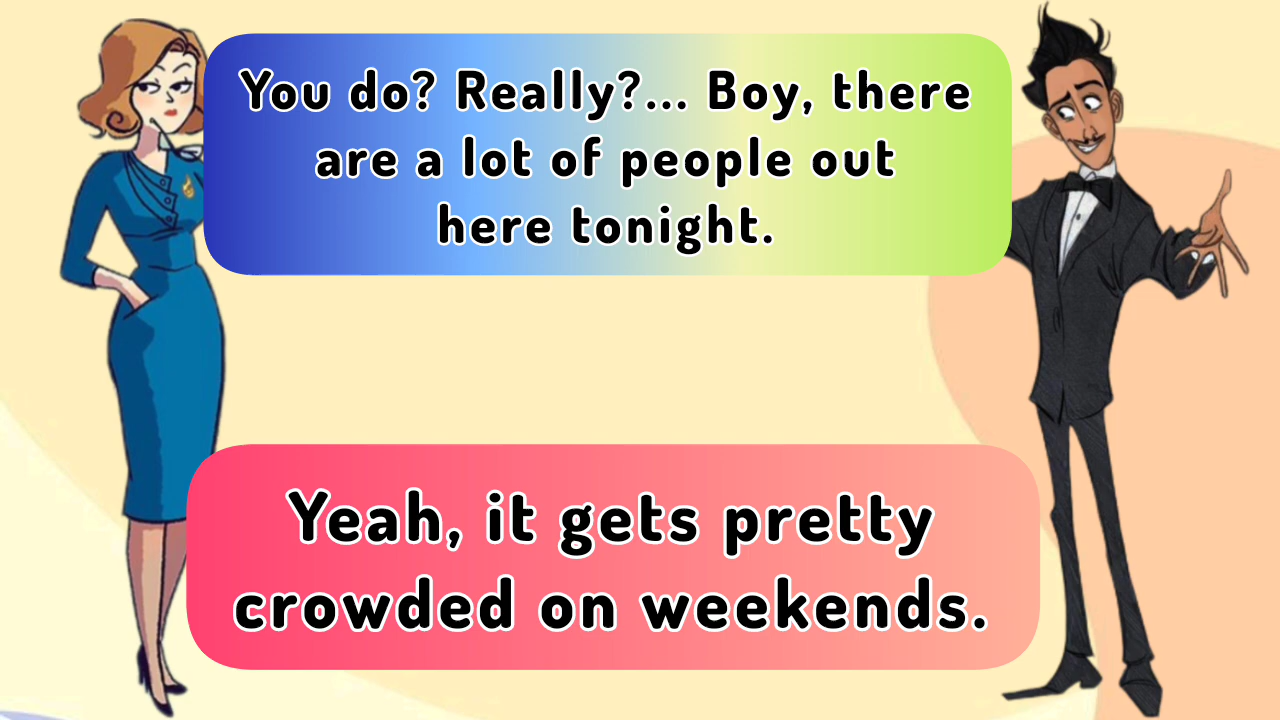 You do? Really?... Boy, there
are a lot of people out
here tonight.
Yeah, it gets pretty
crowded on weekends.